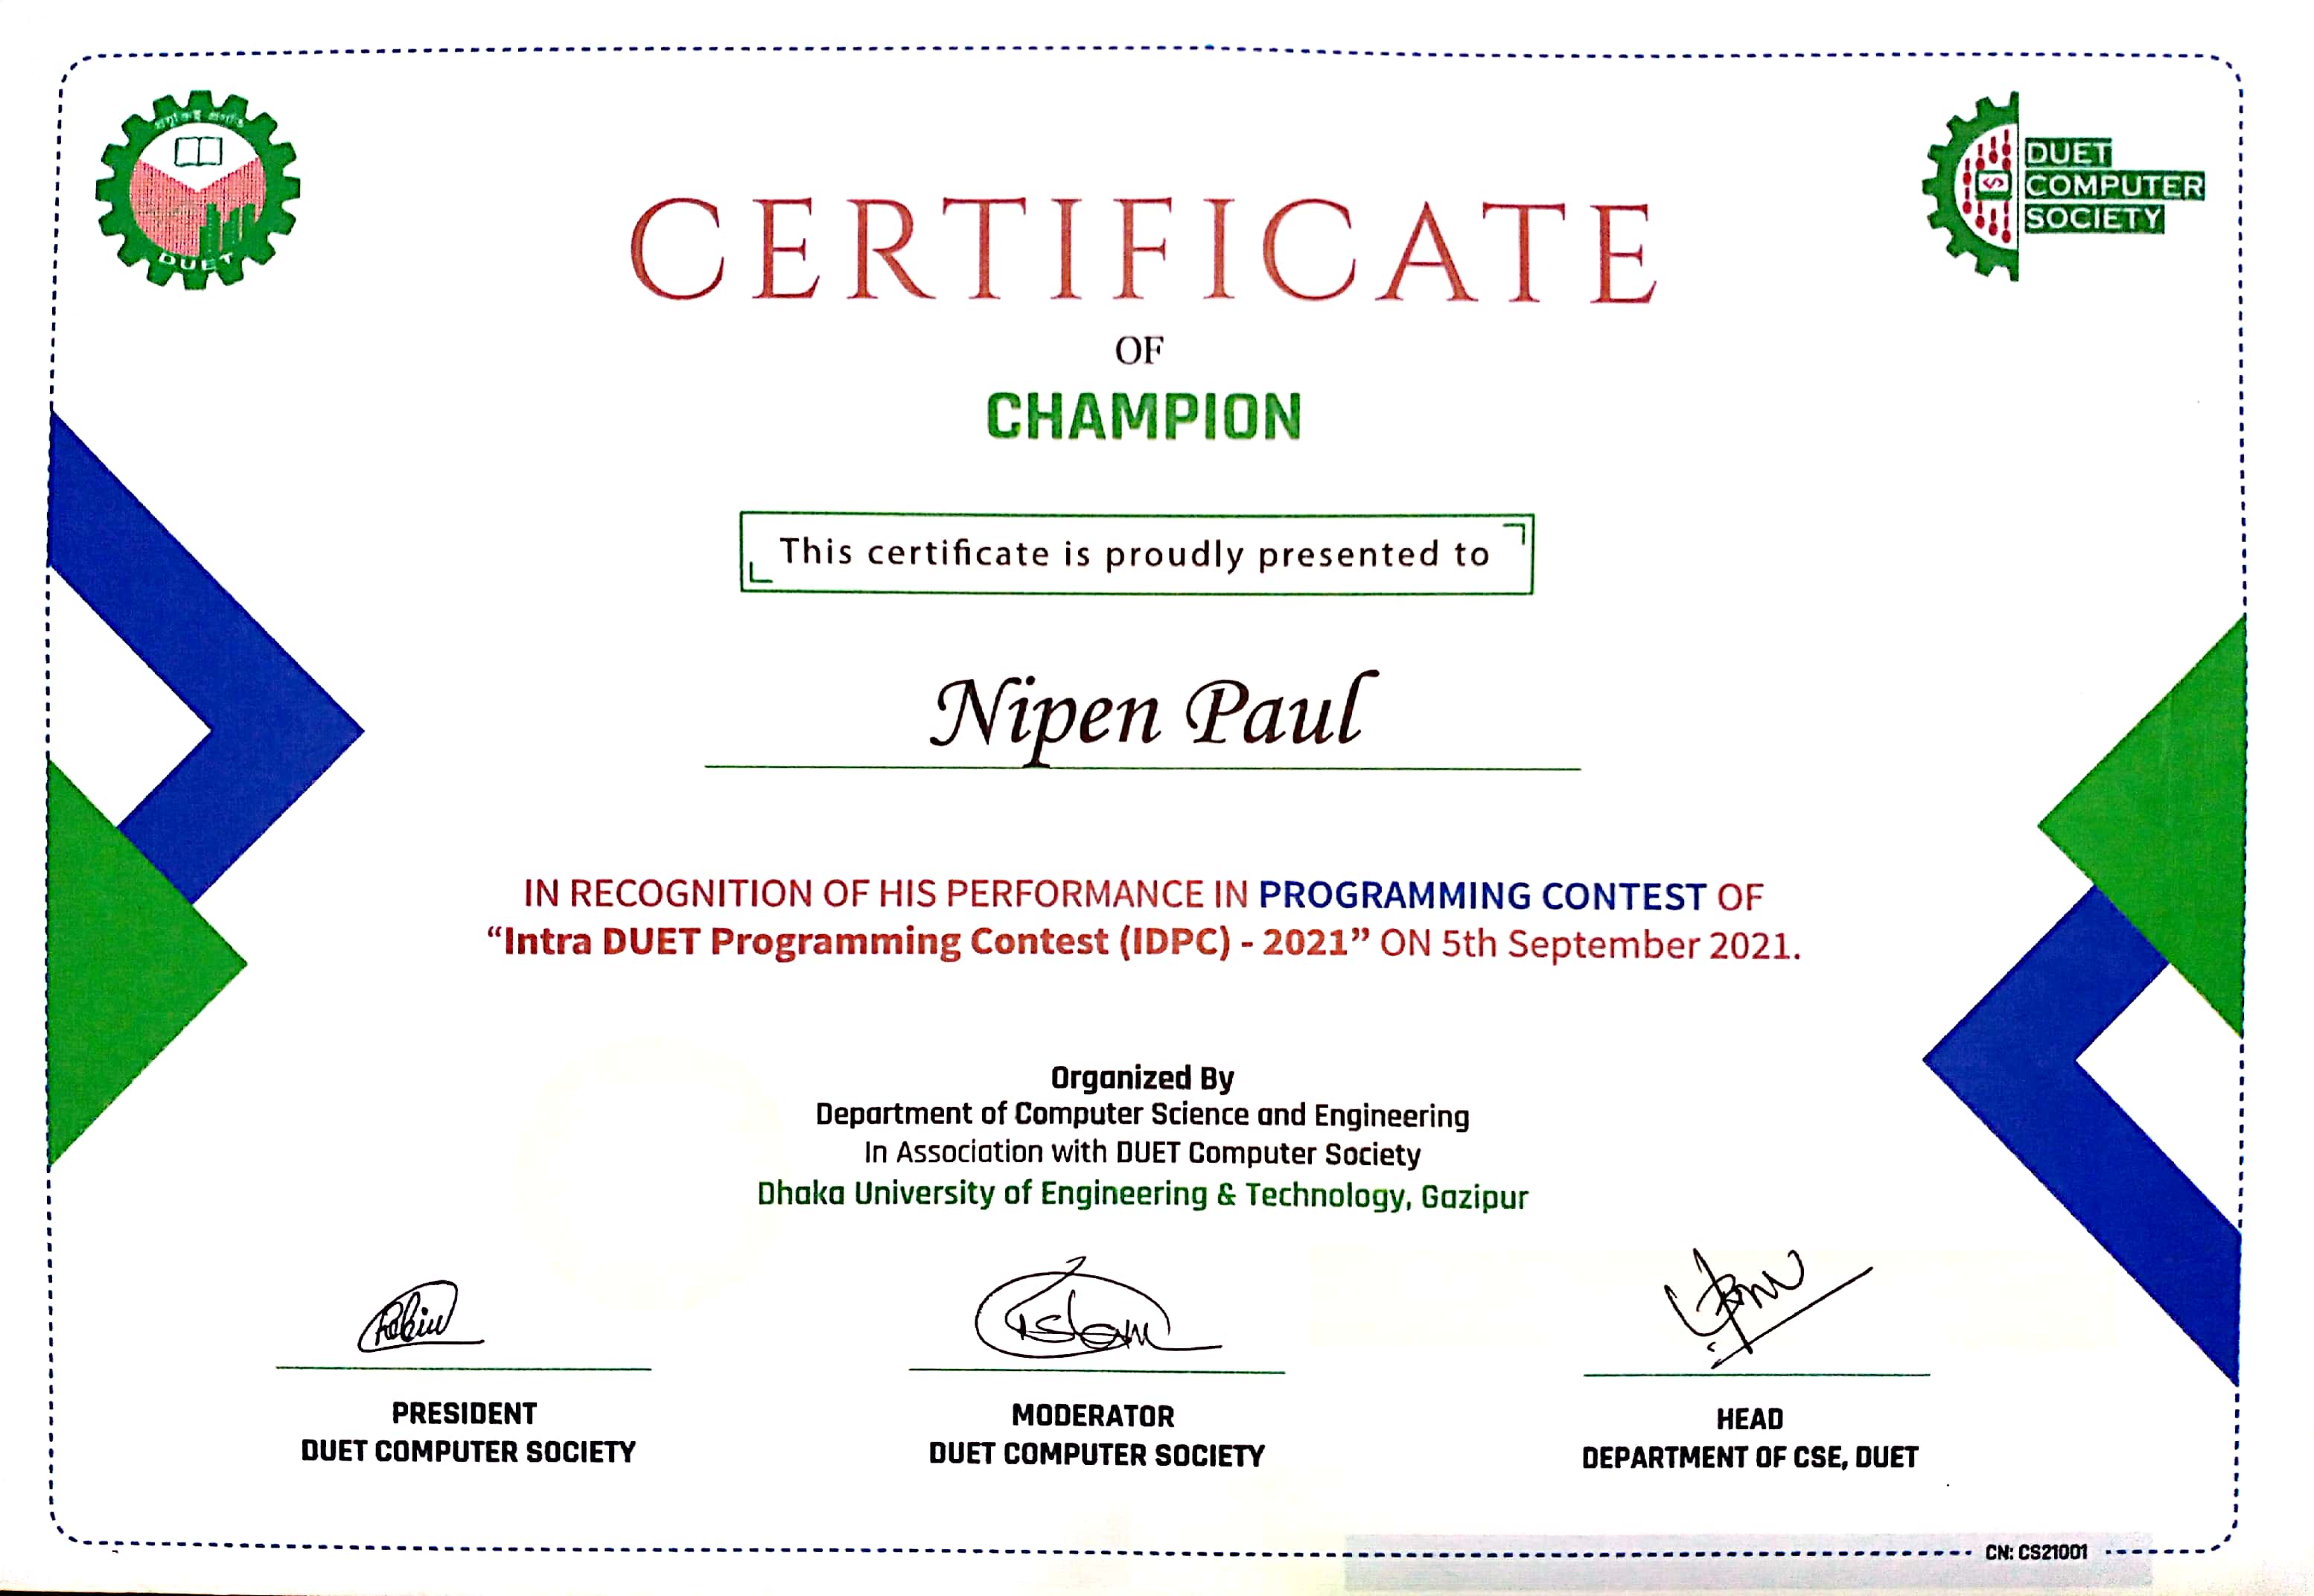 DUET
DUET
COMPUTER
SOCIETY
CERTIFICATE
OF
CHAMPION
This certificate is proudly presented to
Nipen Paul
IN RECOGNITION OF HIS PERFORMANCE IN PROGRAMMING CONTEST OF
“Intra DUET Programming Contest (IDPC) - 2021” ON 5th September 2021.
Organized By
Department of Computer Science and Engineering
In Association with DUET Computer Society
Dhaka University of Engineering & Technology, Gazipur
PRESIDENT
DUET COMPUTER SOCIETY
MODERATOR
DUET COMPUTER SOCIETY
HEAD
DEPARTMENT OF CSE, DUET
CN: CS21001